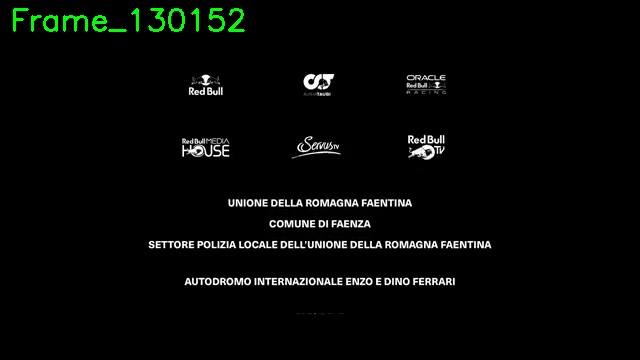 Frame_130152
Red Bull
ALPHATAURI
ORACLE
Red Bull
RACING
Red Bull MEDIA
HOUSE
ServusTV
Red Bull
TV
UNIONE DELLA ROMAGNA FAENTINA
COMUNE DI FAENZA
SETTORE POLIZIA LOCALE DELL'UNIONE DELLA ROMAGNA FAENTINA
AUTODROMO INTERNAZIONALE ENZO E DINO FERRARI